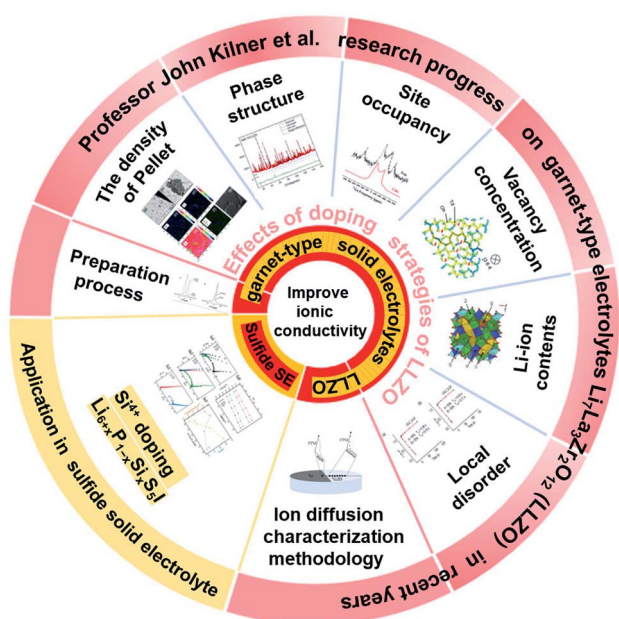 Professor John Kilner et al. research progress on garnet-type electrolytes Li₇La₃Zr₂O₁₂ (LLZO) in recent years
Phase
structure
Site
occupancy
Vacancy
concentration
Li-ion
contents
Local
disorder
Ion diffusion
characterization
methodology
Application in sulfide solid electrolyte
Si⁴⁺ doping
Li₆₊ₓP₁₋ₓSiₓS₅I
Preparation
process
The density
of Pellet
Effects of doping strategies of LLZO
garnet-type solid electrolytes
LLZO
Sulfide SE
Improve
ionic
conductivity